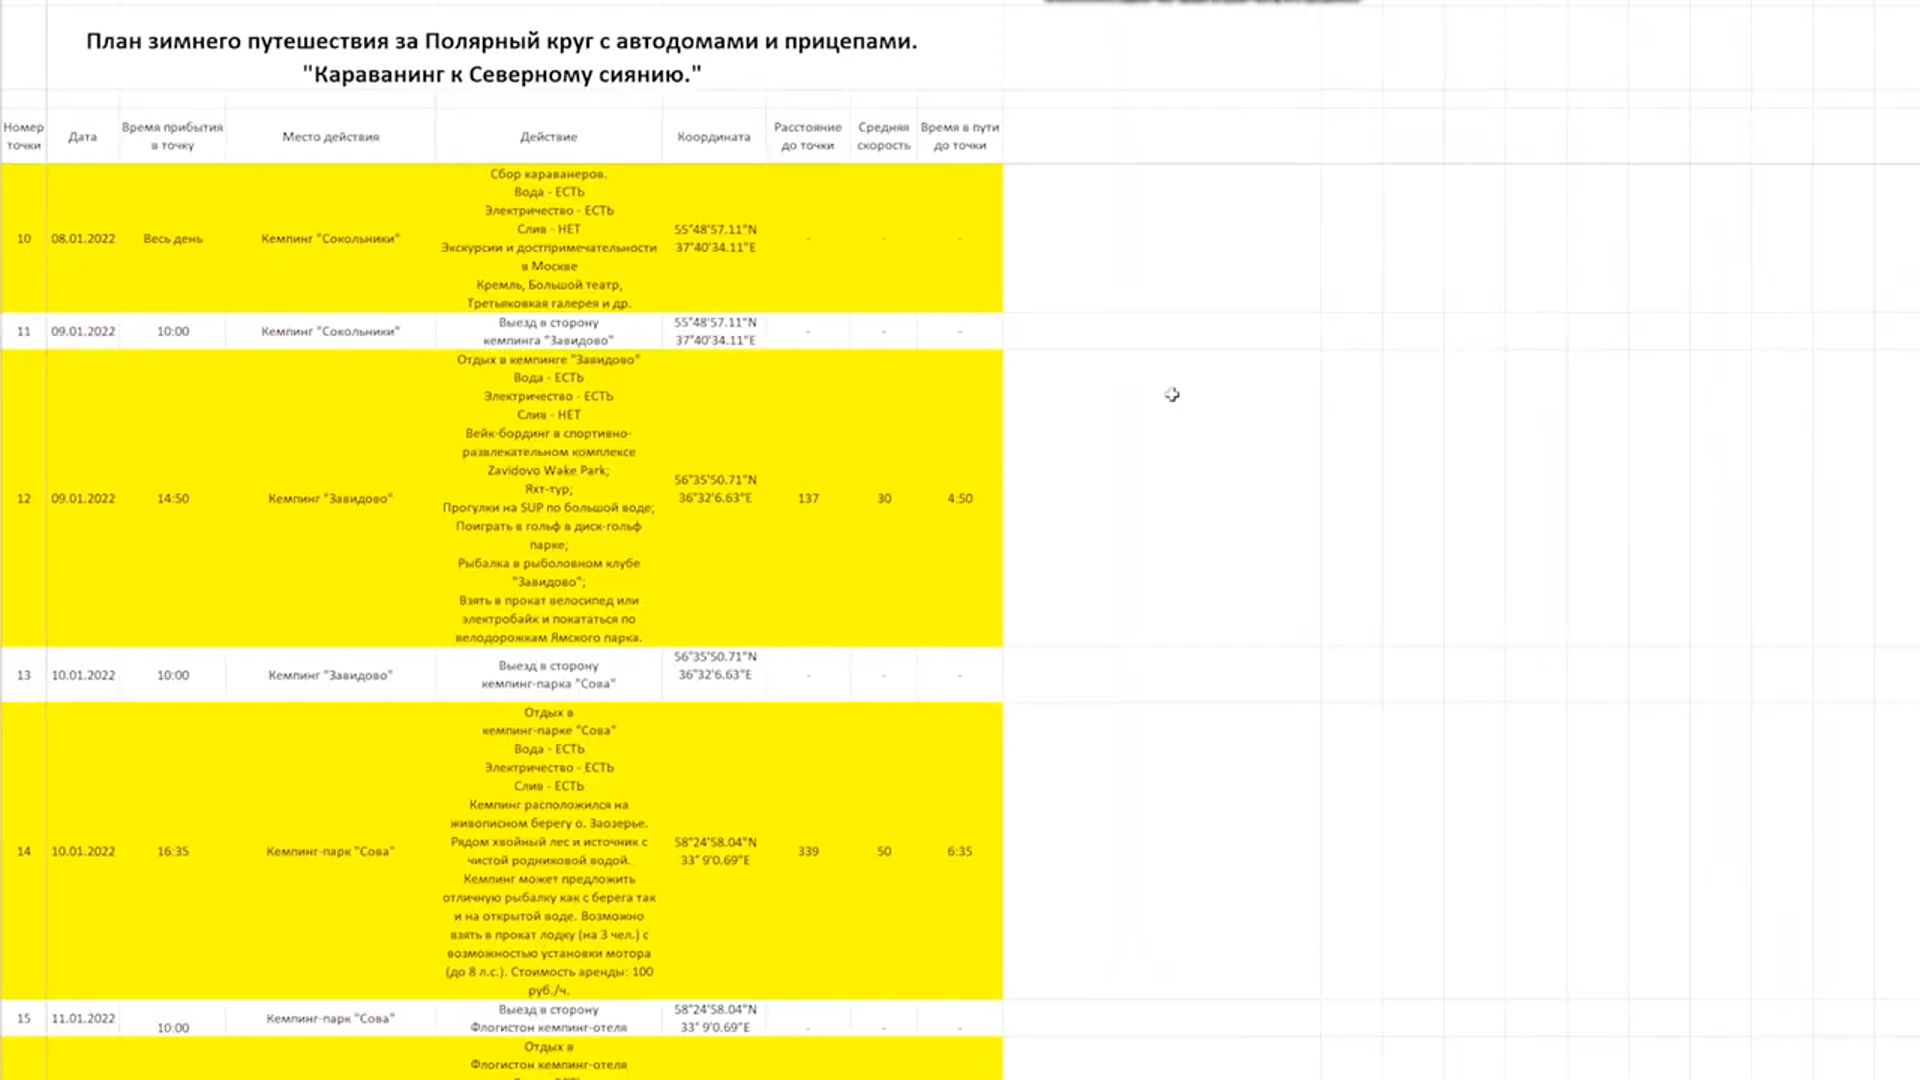 План зимнего путешествия за Полярный круг с автодомами и прицепами.
"Караванинг к Северному сиянию."
Номер точки Дата Время прибытия в точку Место действия Действие Координата Расстояние до точки Средняя скорость Время в пути до точки
10 08.01.2022 Весь день Кемпинг "Сокольники"
Сбор караванеров.
Вода - ЕСТЬ
Электричество - ЕСТЬ
Слив - НЕТ
Экскурсии и достпримечательности
в Москве
Кремль, Большой театр,
Третьяковкая галерея и др.
55°48'57.11"N
37°40'34.11"E
- - -
11 09.01.2022 10:00 Кемпинг "Сокольники"
Выезд в сторону
кемпинга "Завидово"
55°48'57.11"N
37°40'34.11"E
- - -
12 09.01.2022 14:50 Кемпинг "Завидово"
Отдых в кемпинге "Завидово"
Вода - ЕСТЬ
Электричество - ЕСТЬ
Слив - НЕТ
Вейк-бординг в спортивно-
развлекательном комплексе
Zavidovo Wake Park;
Яхт-тур;
Прогулки на SUP по большой воде;
Поиграть в гольф в диск-гольф
парке;
Рыбалка в рыболовном клубе
"Завидово";
Взять в прокат велосипед или
электробайк и покататься по
велодорожкам Ямского парка.
56°35'50.71"N
36°32'6.63"E
137 30 4:50
13 10.01.2022 10:00 Кемпинг "Завидово"
Выезд в сторону
кемпинг-парка "Сова"
56°35'50.71"N
36°32'6.63"E
- - -
14 10.01.2022 16:35 Кемпинг-парк "Сова"
Отдых в
кемпинг-парке "Сова"
Вода - ЕСТЬ
Электричество - ЕСТЬ
Слив - ЕСТЬ
Кемпинг расположился на
живописном берегу о. Заозерье.
Рядом хвойный лес и источник с
чистой родниковой водой.
Кемпинг может предложить
отличную рыбалку как с берега так
и на открытой воде. Возможно
взять в прокат лодку (на 3 чел.) с
возможностью установки мотора
(до 8 л.с.). Стоимость аренды: 100
руб./ч.
58°24'58.04"N
33° 9'0.69"E
339 50 6:35
15 11.01.2022 10:00 Кемпинг-парк "Сова"
Выезд в сторону
Флогистон кемпинг-отеля
58°24'58.04"N
33° 9'0.69"E
- - -
Отдых в
Флогистон кемпинг-отеля